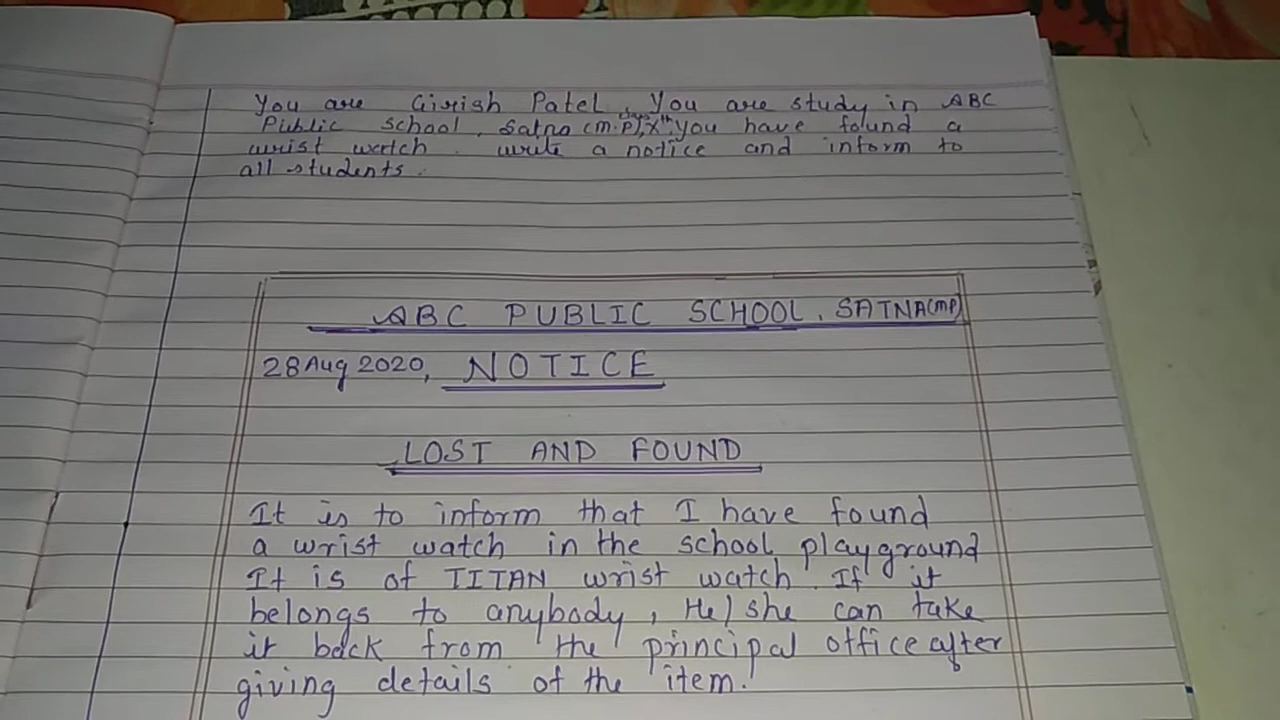 You are Girish Patel, You are study in ABC
Public school, Satna (M.P), Xth you have found a
wrist watch. write a notice and inform to
all students.
ABC PUBLIC SCHOOL, SATNA(MP)
28 Aug 2020, NOTICE
LOST AND FOUND
It is to inform that I have found
a wrist watch in the school playground
It is of TITAN wrist watch. If it
belongs to anybody, He/she can take
it back from the principal office after
giving details of the item.